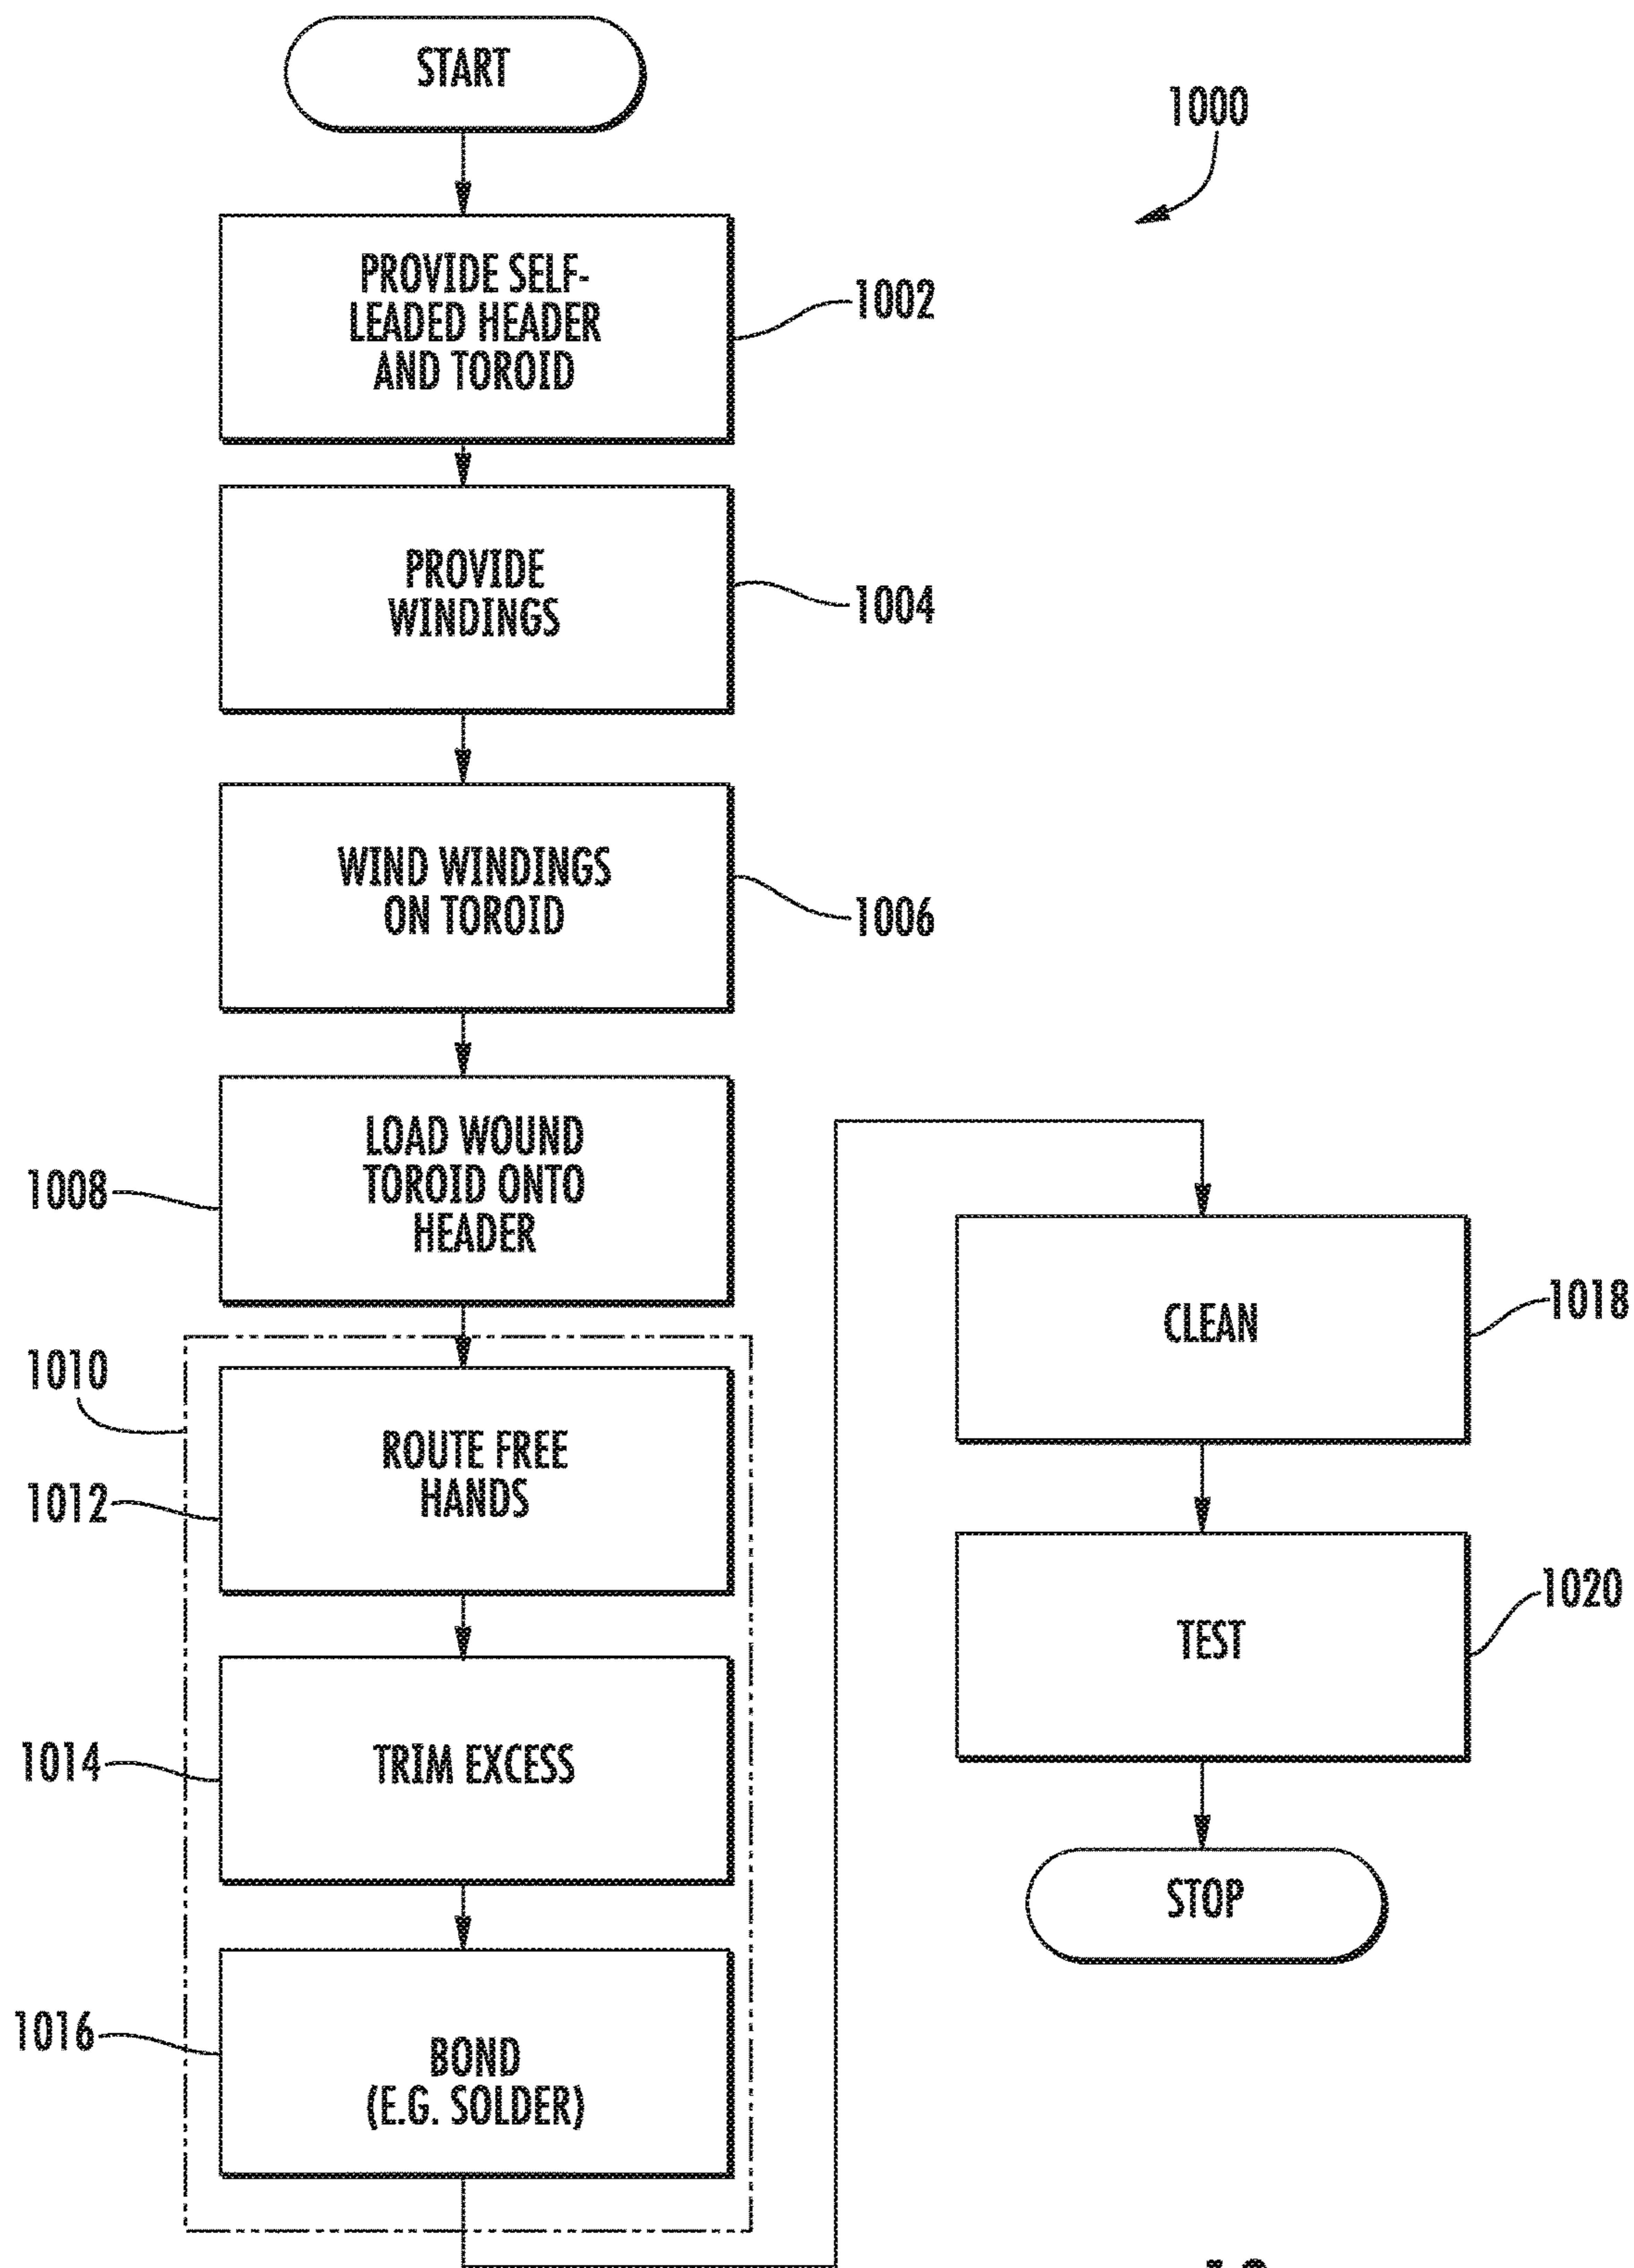 START
1000
PROVIDE SELF-
LEADED HEADER
AND TOROID
1002
PROVIDE
WINDINGS
1004
WIND WINDINGS
ON TOROID
1006
LOAD WOUND
TOROID ONTO
HEADER
1008
1010
ROUTE FREE
HANDS
1012
TRIM EXCESS
1014
BOND
(E.G. SOLDER)
1016
CLEAN
1018
TEST
1020
STOP